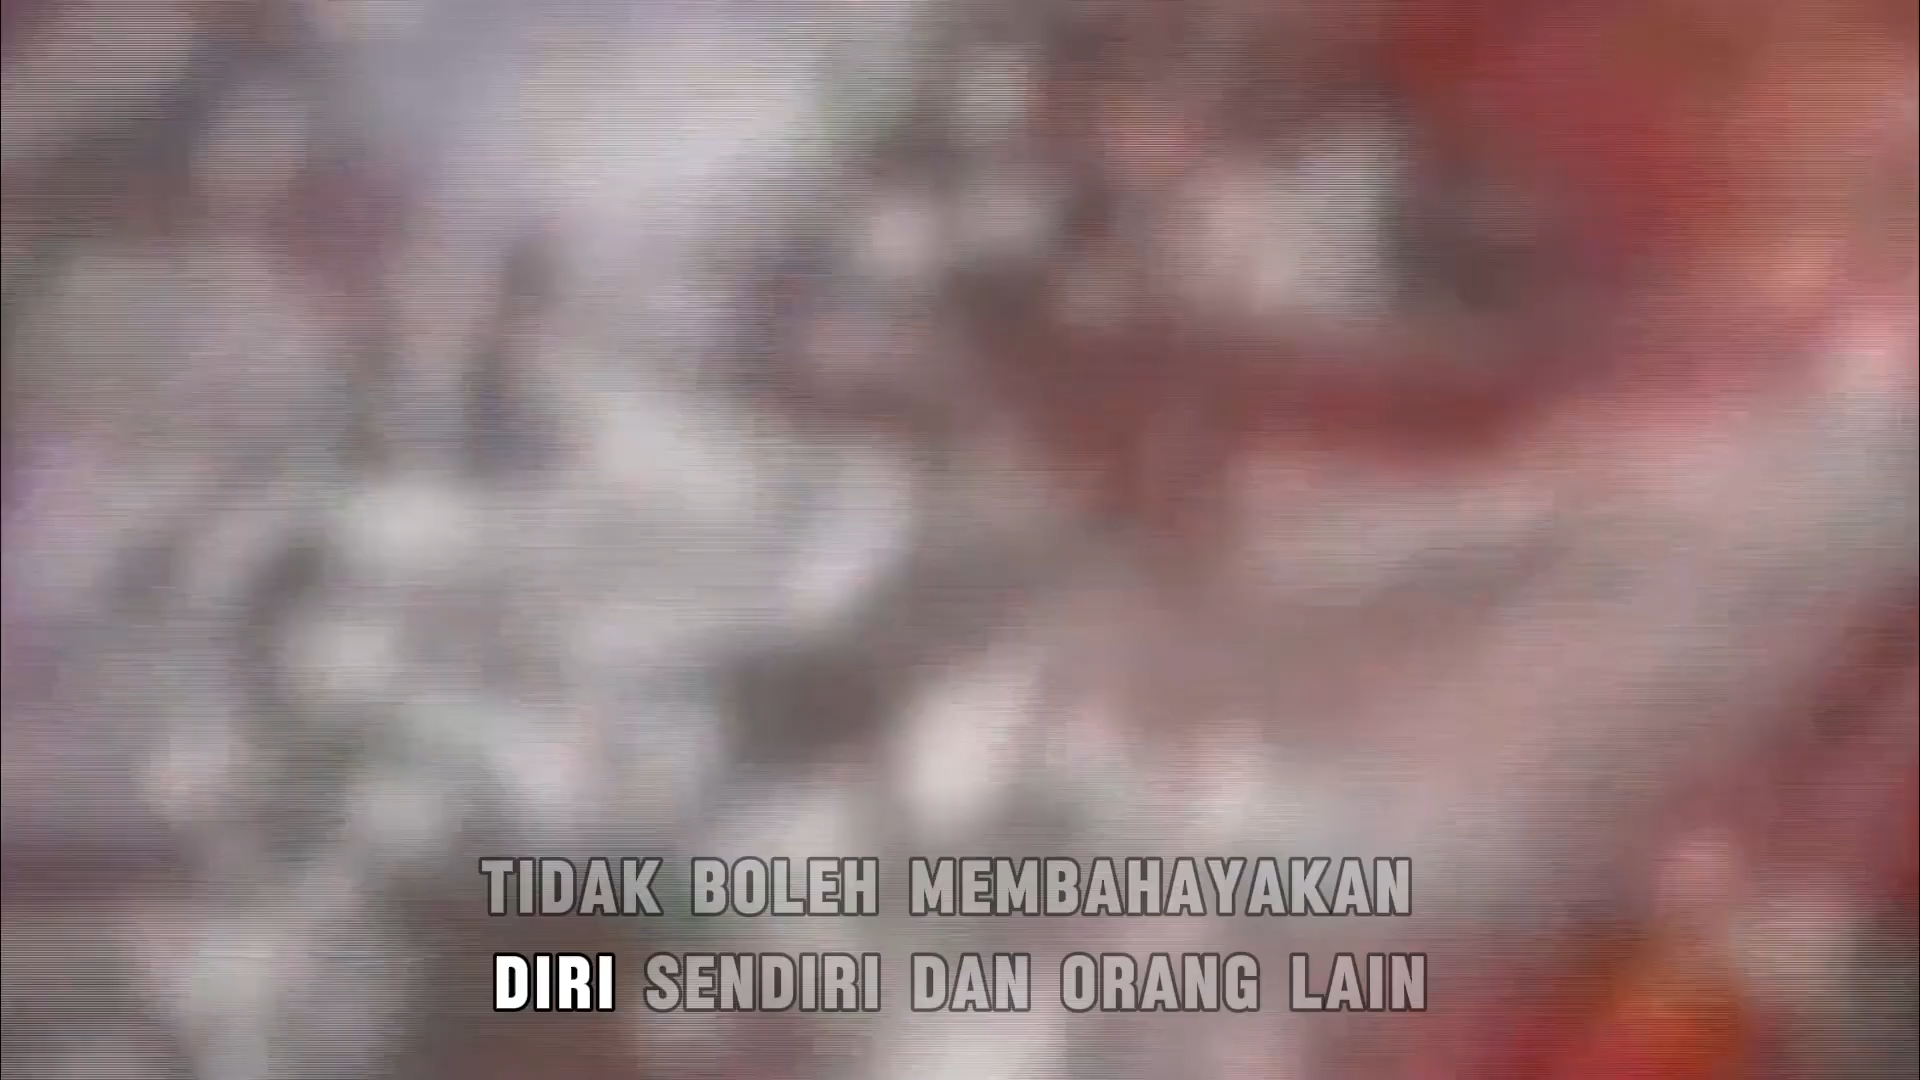 TIDAK BOLEH MEMBAHAYAKAN
DIRI SENDIRI DAN ORANG LAIN